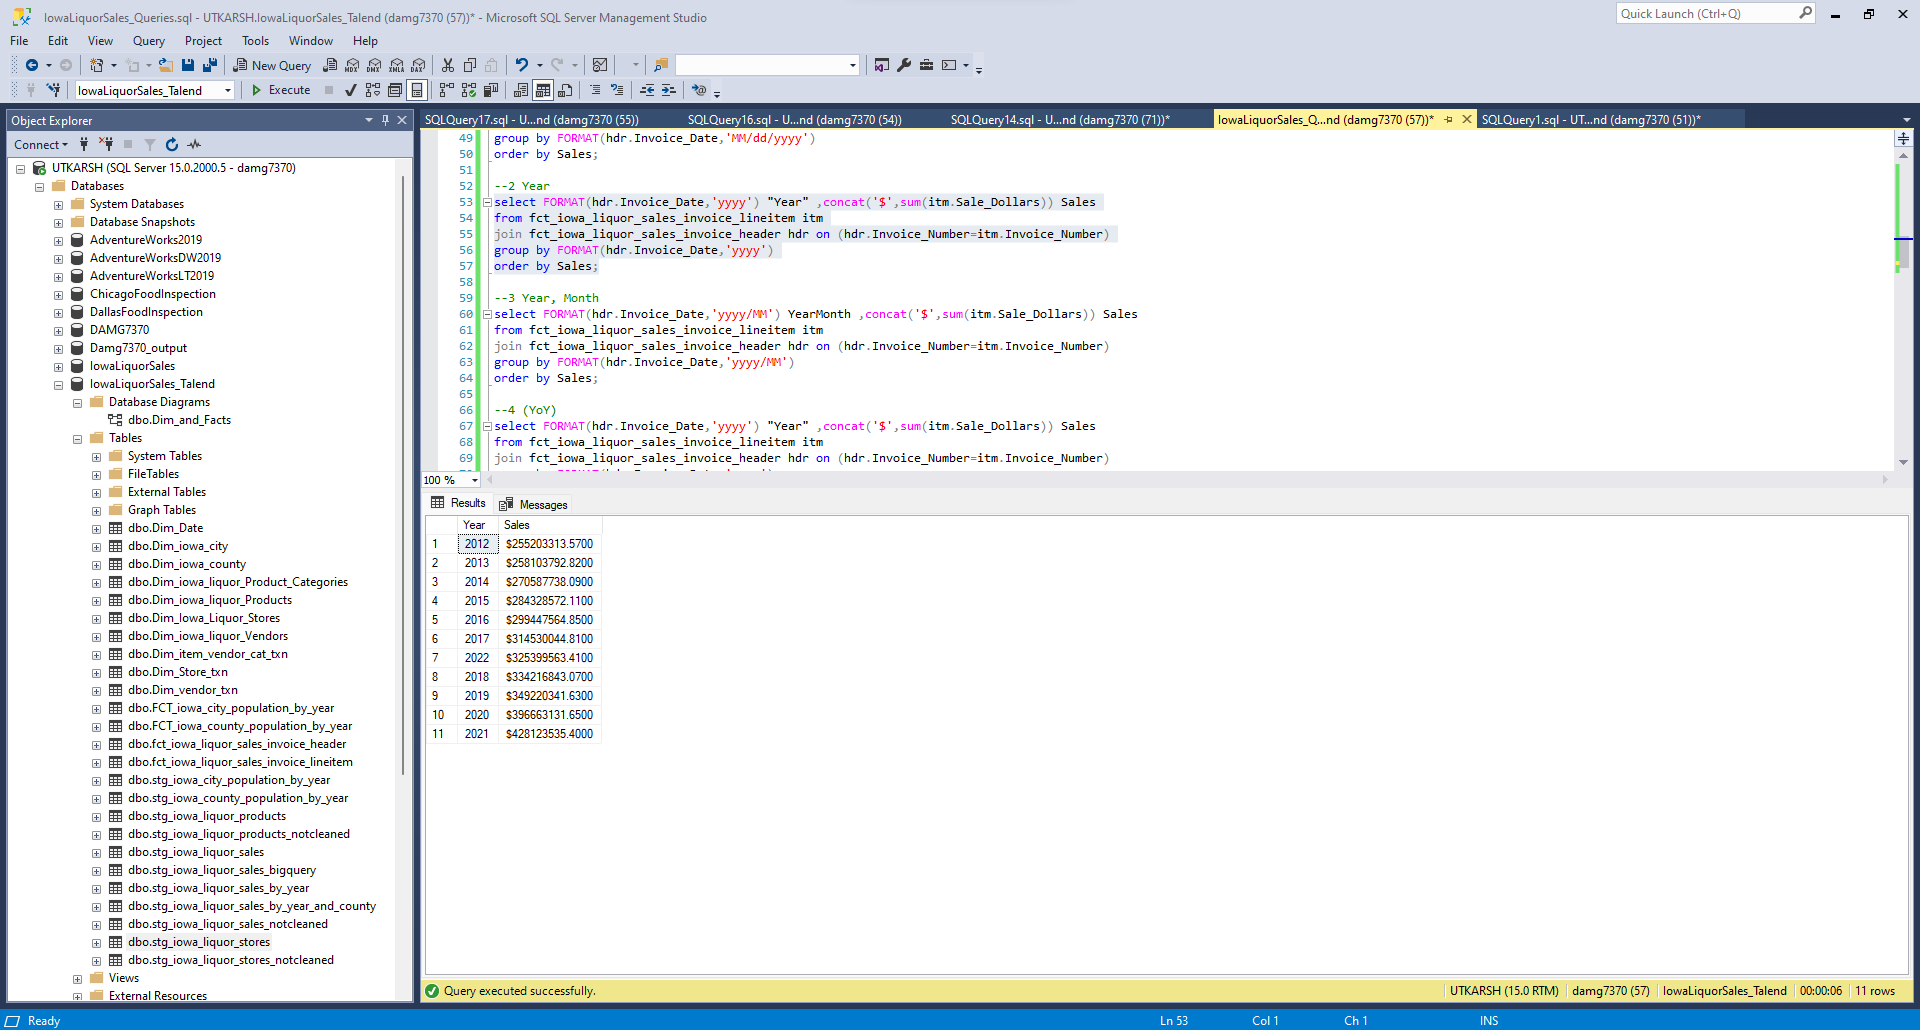 IowaLiquorSales_Queries.sql - UTKARSH.IowaLiquorSales_Talend (damg7370 (57))* - Microsoft SQL Server Management Studio
Quick Launch (Ctrl+Q)
File Edit View Query Project Tools Window Help
New Query MDX DMX XMLA DAX
IowaLiquorSales_Talend Execute
Object Explorer
Connect
UTKARSH (SQL Server 15.0.2000.5 - damg7370)
Databases
System Databases
Database Snapshots
AdventureWorks2019
AdventureWorksDW2019
AdventureWorksLT2019
ChicagoFoodInspection
DallasFoodInspection
DAMG7370
Damg7370_output
IowaLiquorSales
IowaLiquorSales_Talend
Database Diagrams
dbo.Dim_and_Facts
Tables
System Tables
FileTables
External Tables
Graph Tables
dbo.Dim_Date
dbo.Dim_iowa_city
dbo.Dim_iowa_county
dbo.Dim_iowa_liquor_Product_Categories
dbo.Dim_iowa_liquor_Products
dbo.Dim_Iowa_Liquor_Stores
dbo.Dim_iowa_liquor_Vendors
dbo.Dim_item_vendor_cat_txn
dbo.Dim_Store_txn
dbo.Dim_vendor_txn
dbo.FCT_iowa_city_population_by_year
dbo.FCT_iowa_county_population_by_year
dbo.fct_iowa_liquor_sales_invoice_header
dbo.fct_iowa_liquor_sales_invoice_lineitem
dbo.stg_iowa_city_population_by_year
dbo.stg_iowa_county_population_by_year
dbo.stg_iowa_liquor_products
dbo.stg_iowa_liquor_products_notcleaned
dbo.stg_iowa_liquor_sales
dbo.stg_iowa_liquor_sales_bigquery
dbo.stg_iowa_liquor_sales_by_year
dbo.stg_iowa_liquor_sales_by_year_and_county
dbo.stg_iowa_liquor_sales_notcleaned
dbo.stg_iowa_liquor_stores
dbo.stg_iowa_liquor_stores_notcleaned
Views
External Resources
SQLQuery17.sql - U...nd (damg7370 (55)) SQLQuery16.sql - U...nd (damg7370 (54)) SQLQuery14.sql - U...nd (damg7370 (71))* IowaLiquorSales_Q...nd (damg7370 (57))* SQLQuery1.sql - UT...nd (damg7370 (51))*
49 group by FORMAT(hdr.Invoice_Date,'MM/dd/yyyy')
50 order by Sales;
51
52 --2 Year
53 select FORMAT(hdr.Invoice_Date,'yyyy') "Year" ,concat('$',sum(itm.Sale_Dollars)) Sales
54 from fct_iowa_liquor_sales_invoice_lineitem itm
55 join fct_iowa_liquor_sales_invoice_header hdr on (hdr.Invoice_Number=itm.Invoice_Number)
56 group by FORMAT(hdr.Invoice_Date,'yyyy')
57 order by Sales;
58
59 --3 Year, Month
60 select FORMAT(hdr.Invoice_Date,'yyyy/MM') YearMonth ,concat('$',sum(itm.Sale_Dollars)) Sales
61 from fct_iowa_liquor_sales_invoice_lineitem itm
62 join fct_iowa_liquor_sales_invoice_header hdr on (hdr.Invoice_Number=itm.Invoice_Number)
63 group by FORMAT(hdr.Invoice_Date,'yyyy/MM')
64 order by Sales;
65
66 --4 (YoY)
67 select FORMAT(hdr.Invoice_Date,'yyyy') "Year" ,concat('$',sum(itm.Sale_Dollars)) Sales
68 from fct_iowa_liquor_sales_invoice_lineitem itm
69 join fct_iowa_liquor_sales_invoice_header hdr on (hdr.Invoice_Number=itm.Invoice_Number)
100 %
Results Messages
Year Sales
1 2012 $255203313.5700
2 2013 $258103792.8200
3 2014 $270587738.0900
4 2015 $284328572.1100
5 2016 $299447564.8500
6 2017 $314530044.8100
7 2022 $325399563.4100
8 2018 $334216843.0700
9 2019 $349220341.6300
10 2020 $396663131.6500
11 2021 $428123535.4000
Query executed successfully. UTKARSH (15.0 RTM) damg7370 (57) IowaLiquorSales_Talend 00:00:06 11 rows
Ready Ln 53 Col 1 Ch 1 INS